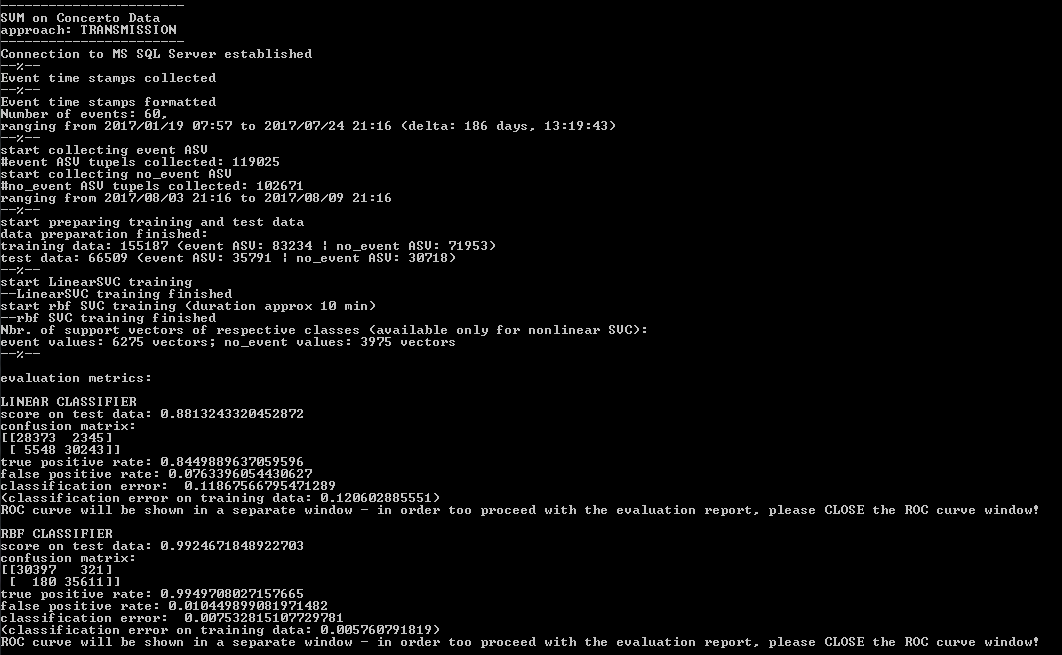 -----------------------
SVM on Concerto Data
approach: TRANSMISSION
-----------------------
Connection to MS SQL Server established
--%--
Event time stamps collected
--%--
Event time stamps formatted
Number of events: 60,
ranging from 2017/01/19 07:57 to 2017/07/24 21:16 (delta: 186 days, 13:19:43)
--%--
start collecting event ASV
#event ASV tupels collected: 119025
start collecting no_event ASV
#no_event ASV tupels collected: 102671
ranging from 2017/08/03 21:16 to 2017/08/09 21:16
--%--
start preparing training and test data
data preparation finished:
training data: 155187 (event ASV: 83234 | no_event ASV: 71953)
test data: 66509 (event ASV: 35791 | no_event ASV: 30718)
--%--
start LinearSVC training
--LinearSVC training finished
start rbf SVC training (duration approx 10 min)
--rbf SVC training finished
Nbr. of support vectors of respective classes (available only for nonlinear SVC):
event values: 6275 vectors; no_event values: 3975 vectors
--%--
evaluation metrics:
LINEAR CLASSIFIER
score on test data: 0.8813243320452872
confusion matrix:
[[28373  2345]
 [ 5548 30243]]
true positive rate: 0.8449889637059596
false positive rate: 0.0763396054430627
classification error:  0.11867566795471289
(classification error on training data: 0.120602885551)
ROC curve will be shown in a separate window - in order too proceed with the evaluation report, please CLOSE the ROC curve window!
RBF CLASSIFIER
score on test data: 0.9924671848922703
confusion matrix:
[[30397   321]
 [  180 35611]]
true positive rate: 0.9949708027157665
false positive rate: 0.010449899081971482
classification error:  0.007532815107729781
(classification error on training data: 0.005760791819)
ROC curve will be shown in a separate window - in order too proceed with the evaluation report, please CLOSE the ROC curve window!